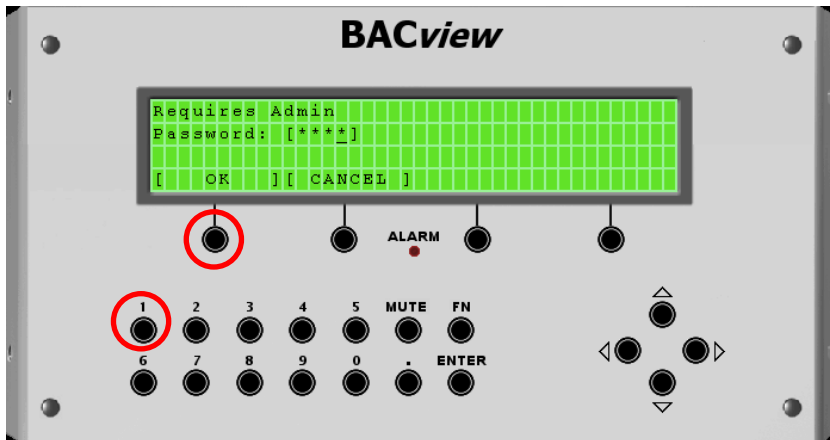 BACview
Requires Admin
Password: [****]
[ OK ][ CANCEL ]
ALARM
1 2 3 4 5 MUTE FN
6 7 8 9 0 . ENTER